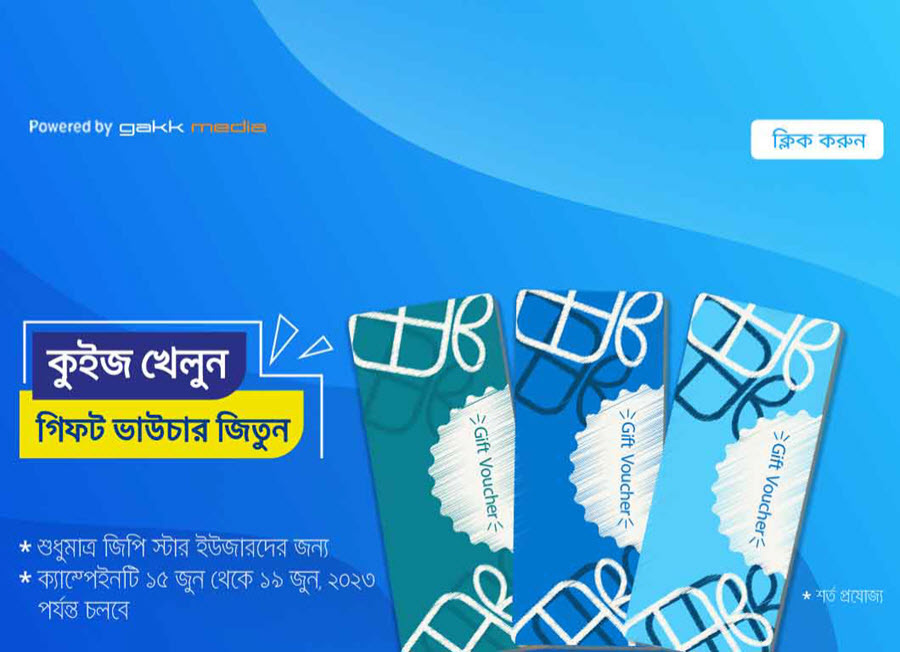 Powered by gakk media
ক্লিক করুন
কুইজ খেলুন
গিফট ভাউচার জিতুন
Gift Voucher
Gift Voucher
Gift Voucher
* শুধুমাত্র জিপি স্টার ইউজারদের জন্য
* ক্যাম্পেইনটি ১৫ জুন থেকে ১৯ জুন, ২০২৩
পর্যন্ত চলবে
* শর্ত প্রযোজ্য